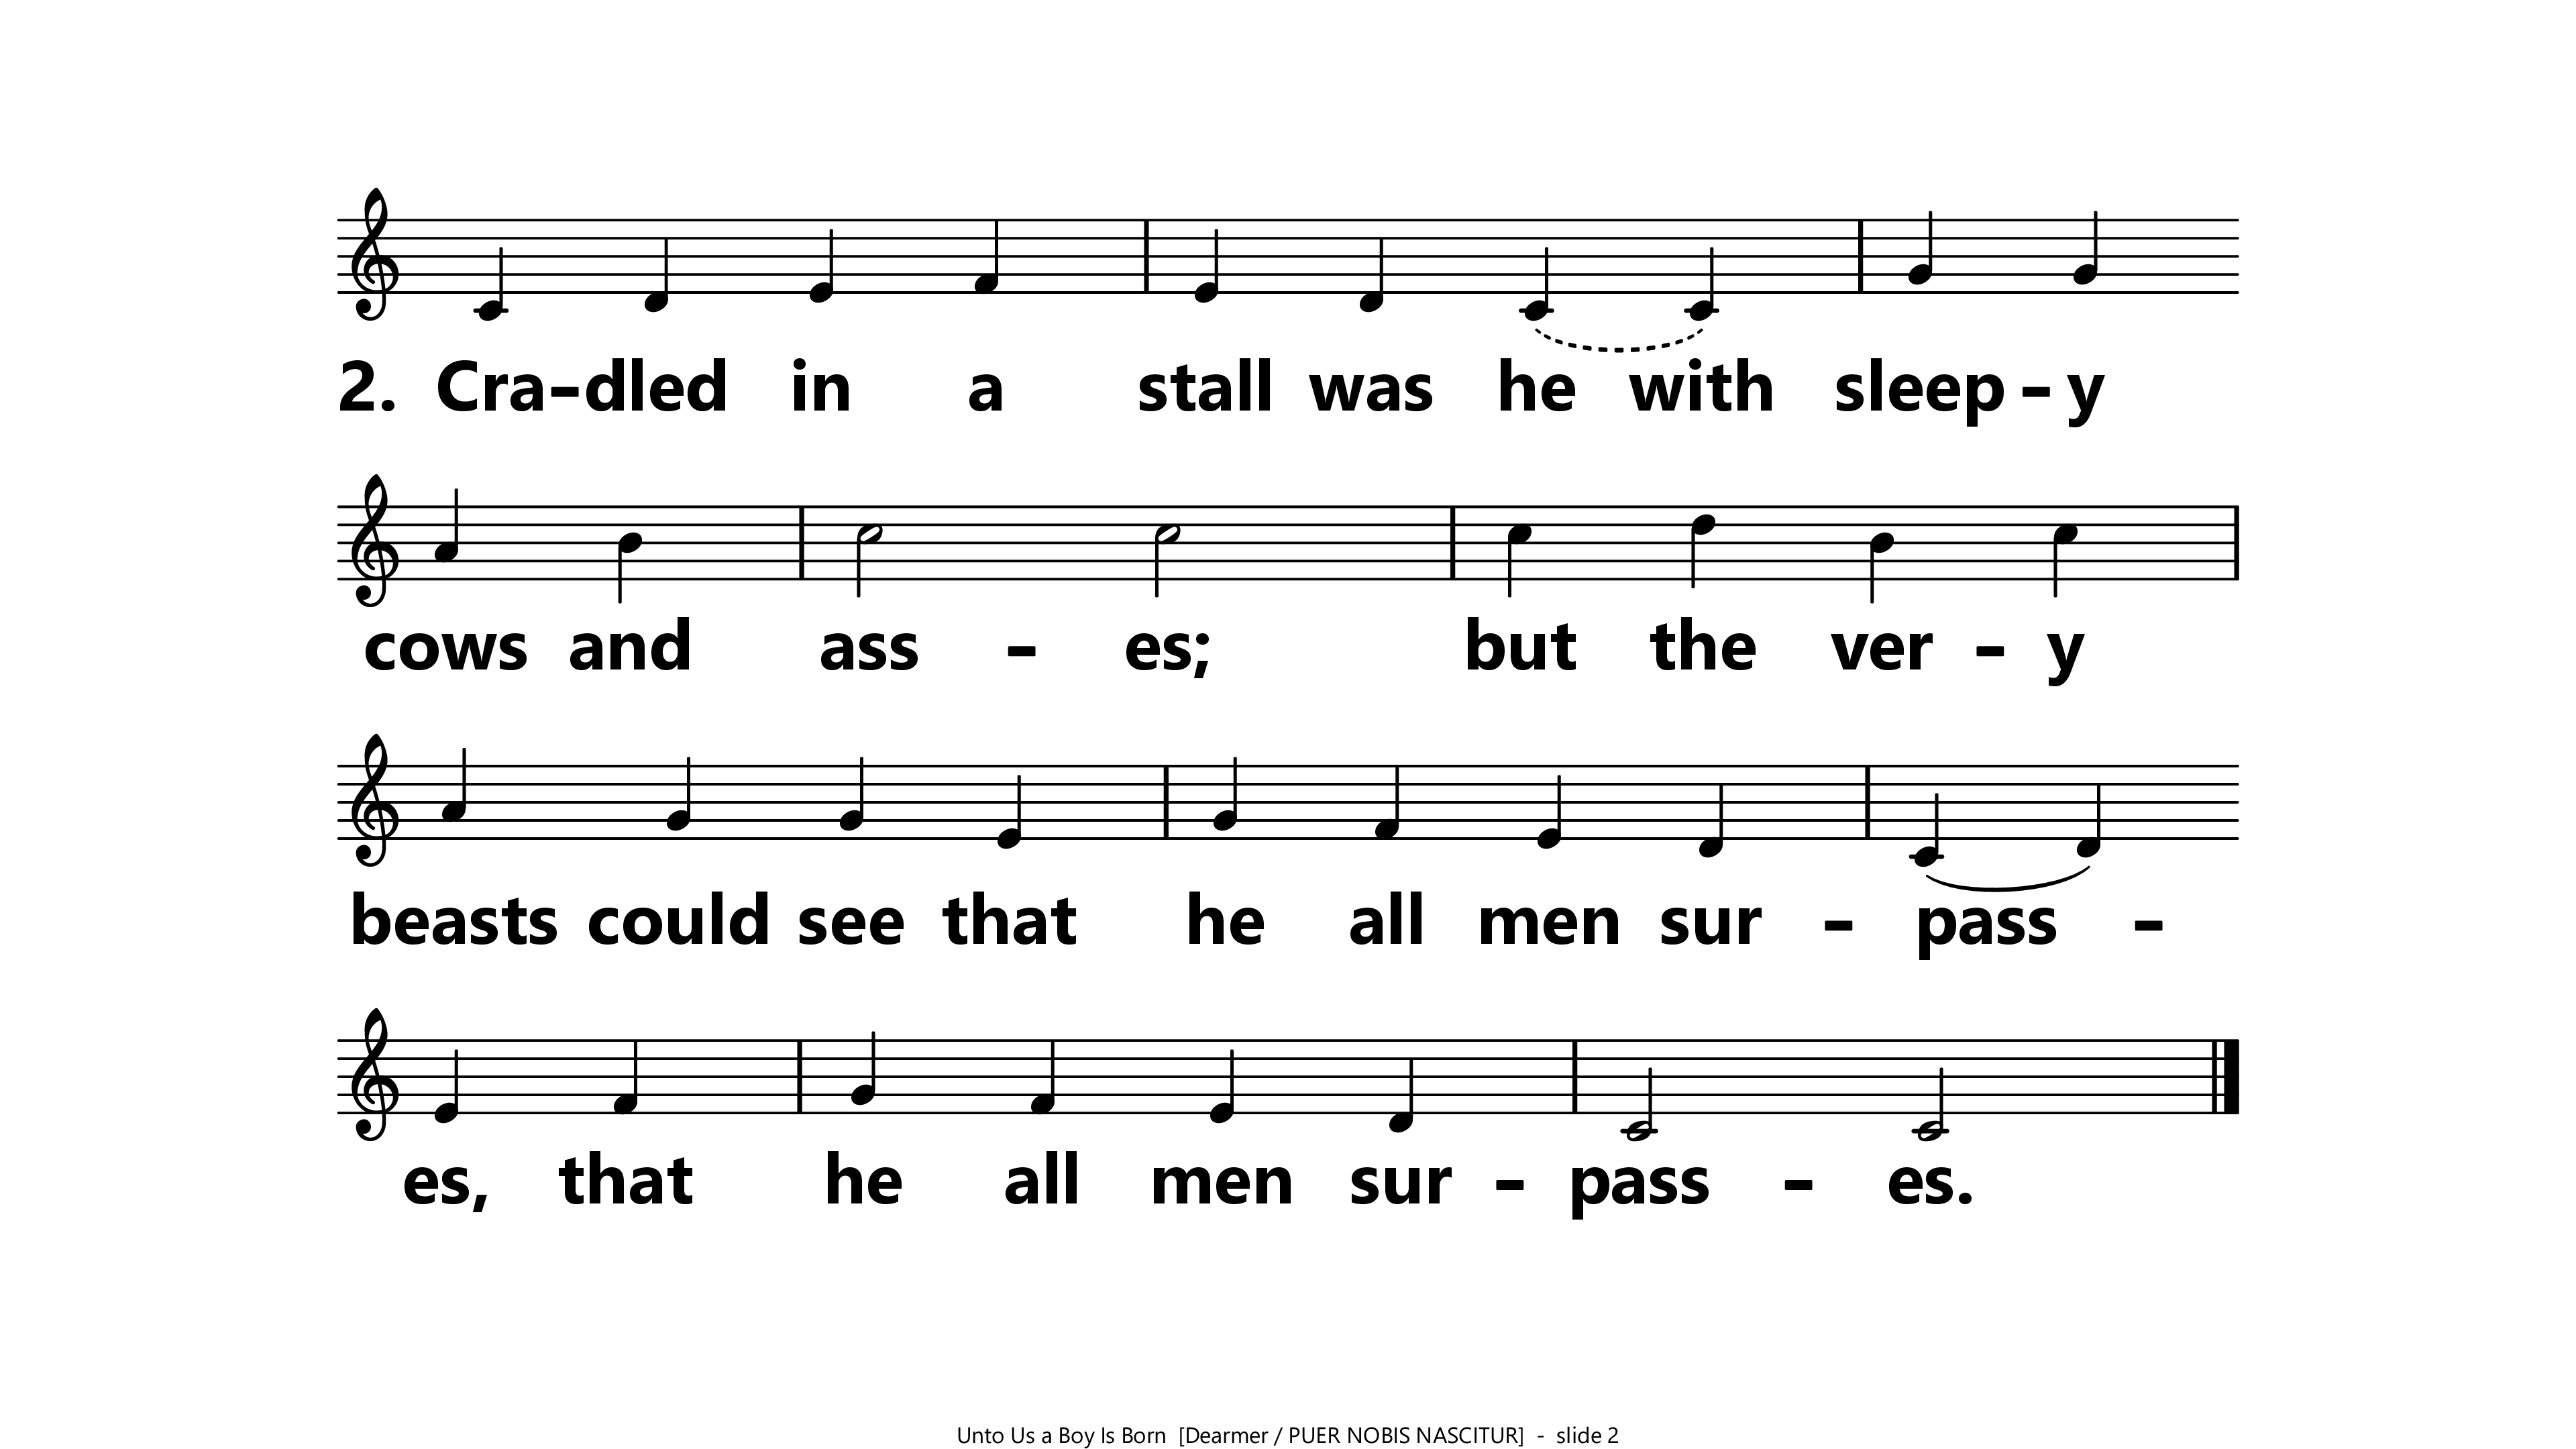 2. Cra-dled in a stall was he with sleep - y
cows and ass - es; but the ver - y
beasts could see that he all men sur - pass -
es, that he all men sur - pass - es.
Unto Us a Boy Is Born [Dearmer / PUER NOBIS NASCITUR] - slide 2